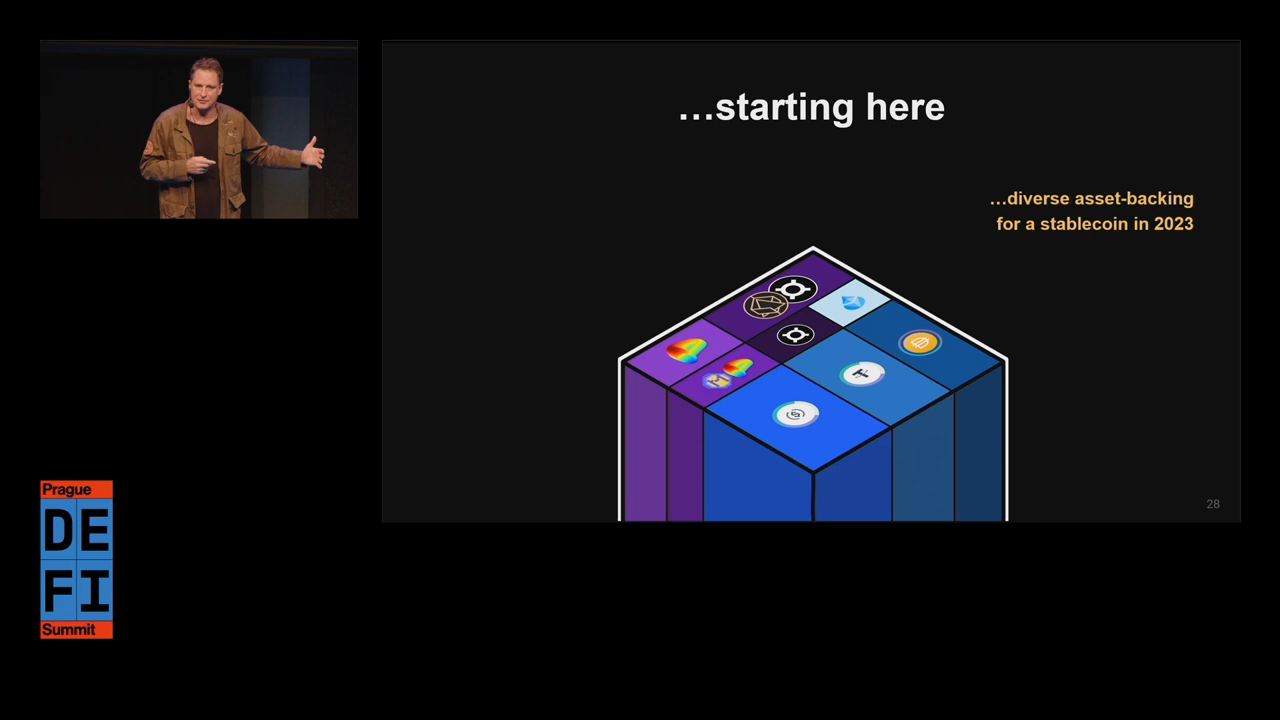 …starting here
…diverse asset-backing
for a stablecoin in 2023
28
Prague
DE
FI
Summit